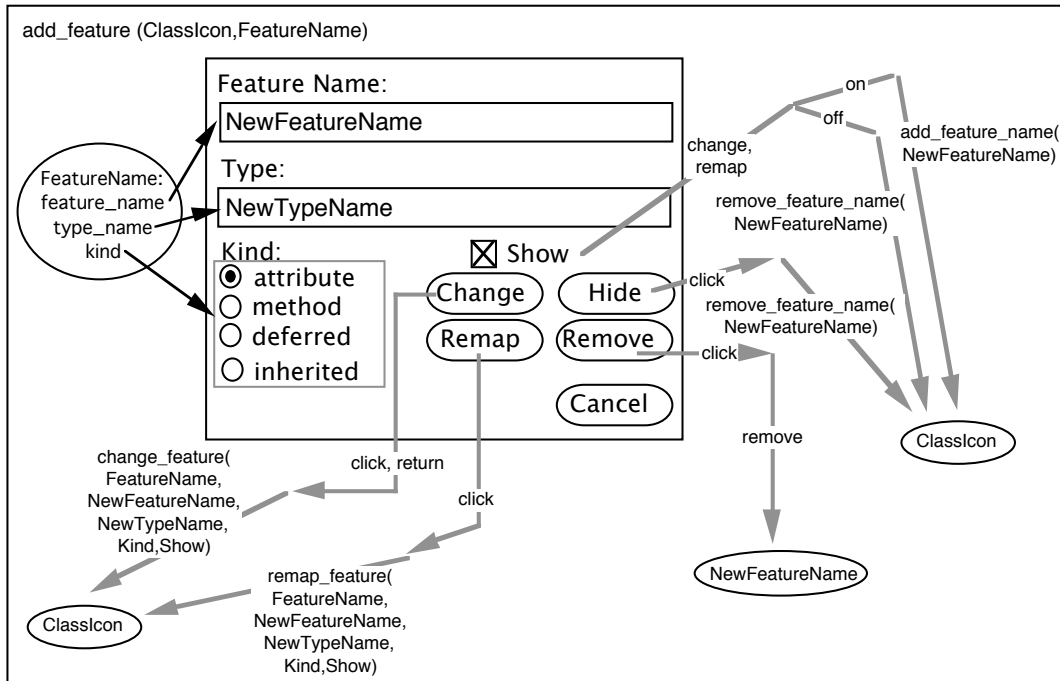 add_feature (ClassIcon,FeatureName)
Feature Name:
NewFeatureName
Type:
NewTypeName
FeatureName:
feature_name
type_name
kind
Kind:
attribute
method
deferred
inherited
Show
Change
Hide
Remap
Remove
Cancel
change,
remap
on
off
add_feature_name(
NewFeatureName)
remove_feature_name(
NewFeatureName)
click
remove_feature_name(
NewFeatureName)
click
remove
ClassIcon
NewFeatureName
click, return
change_feature(
FeatureName,
NewFeatureName,
NewTypeName,
Kind,Show)
click
remap_feature(
FeatureName,
NewFeatureName,
NewTypeName,
Kind,Show)
ClassIcon